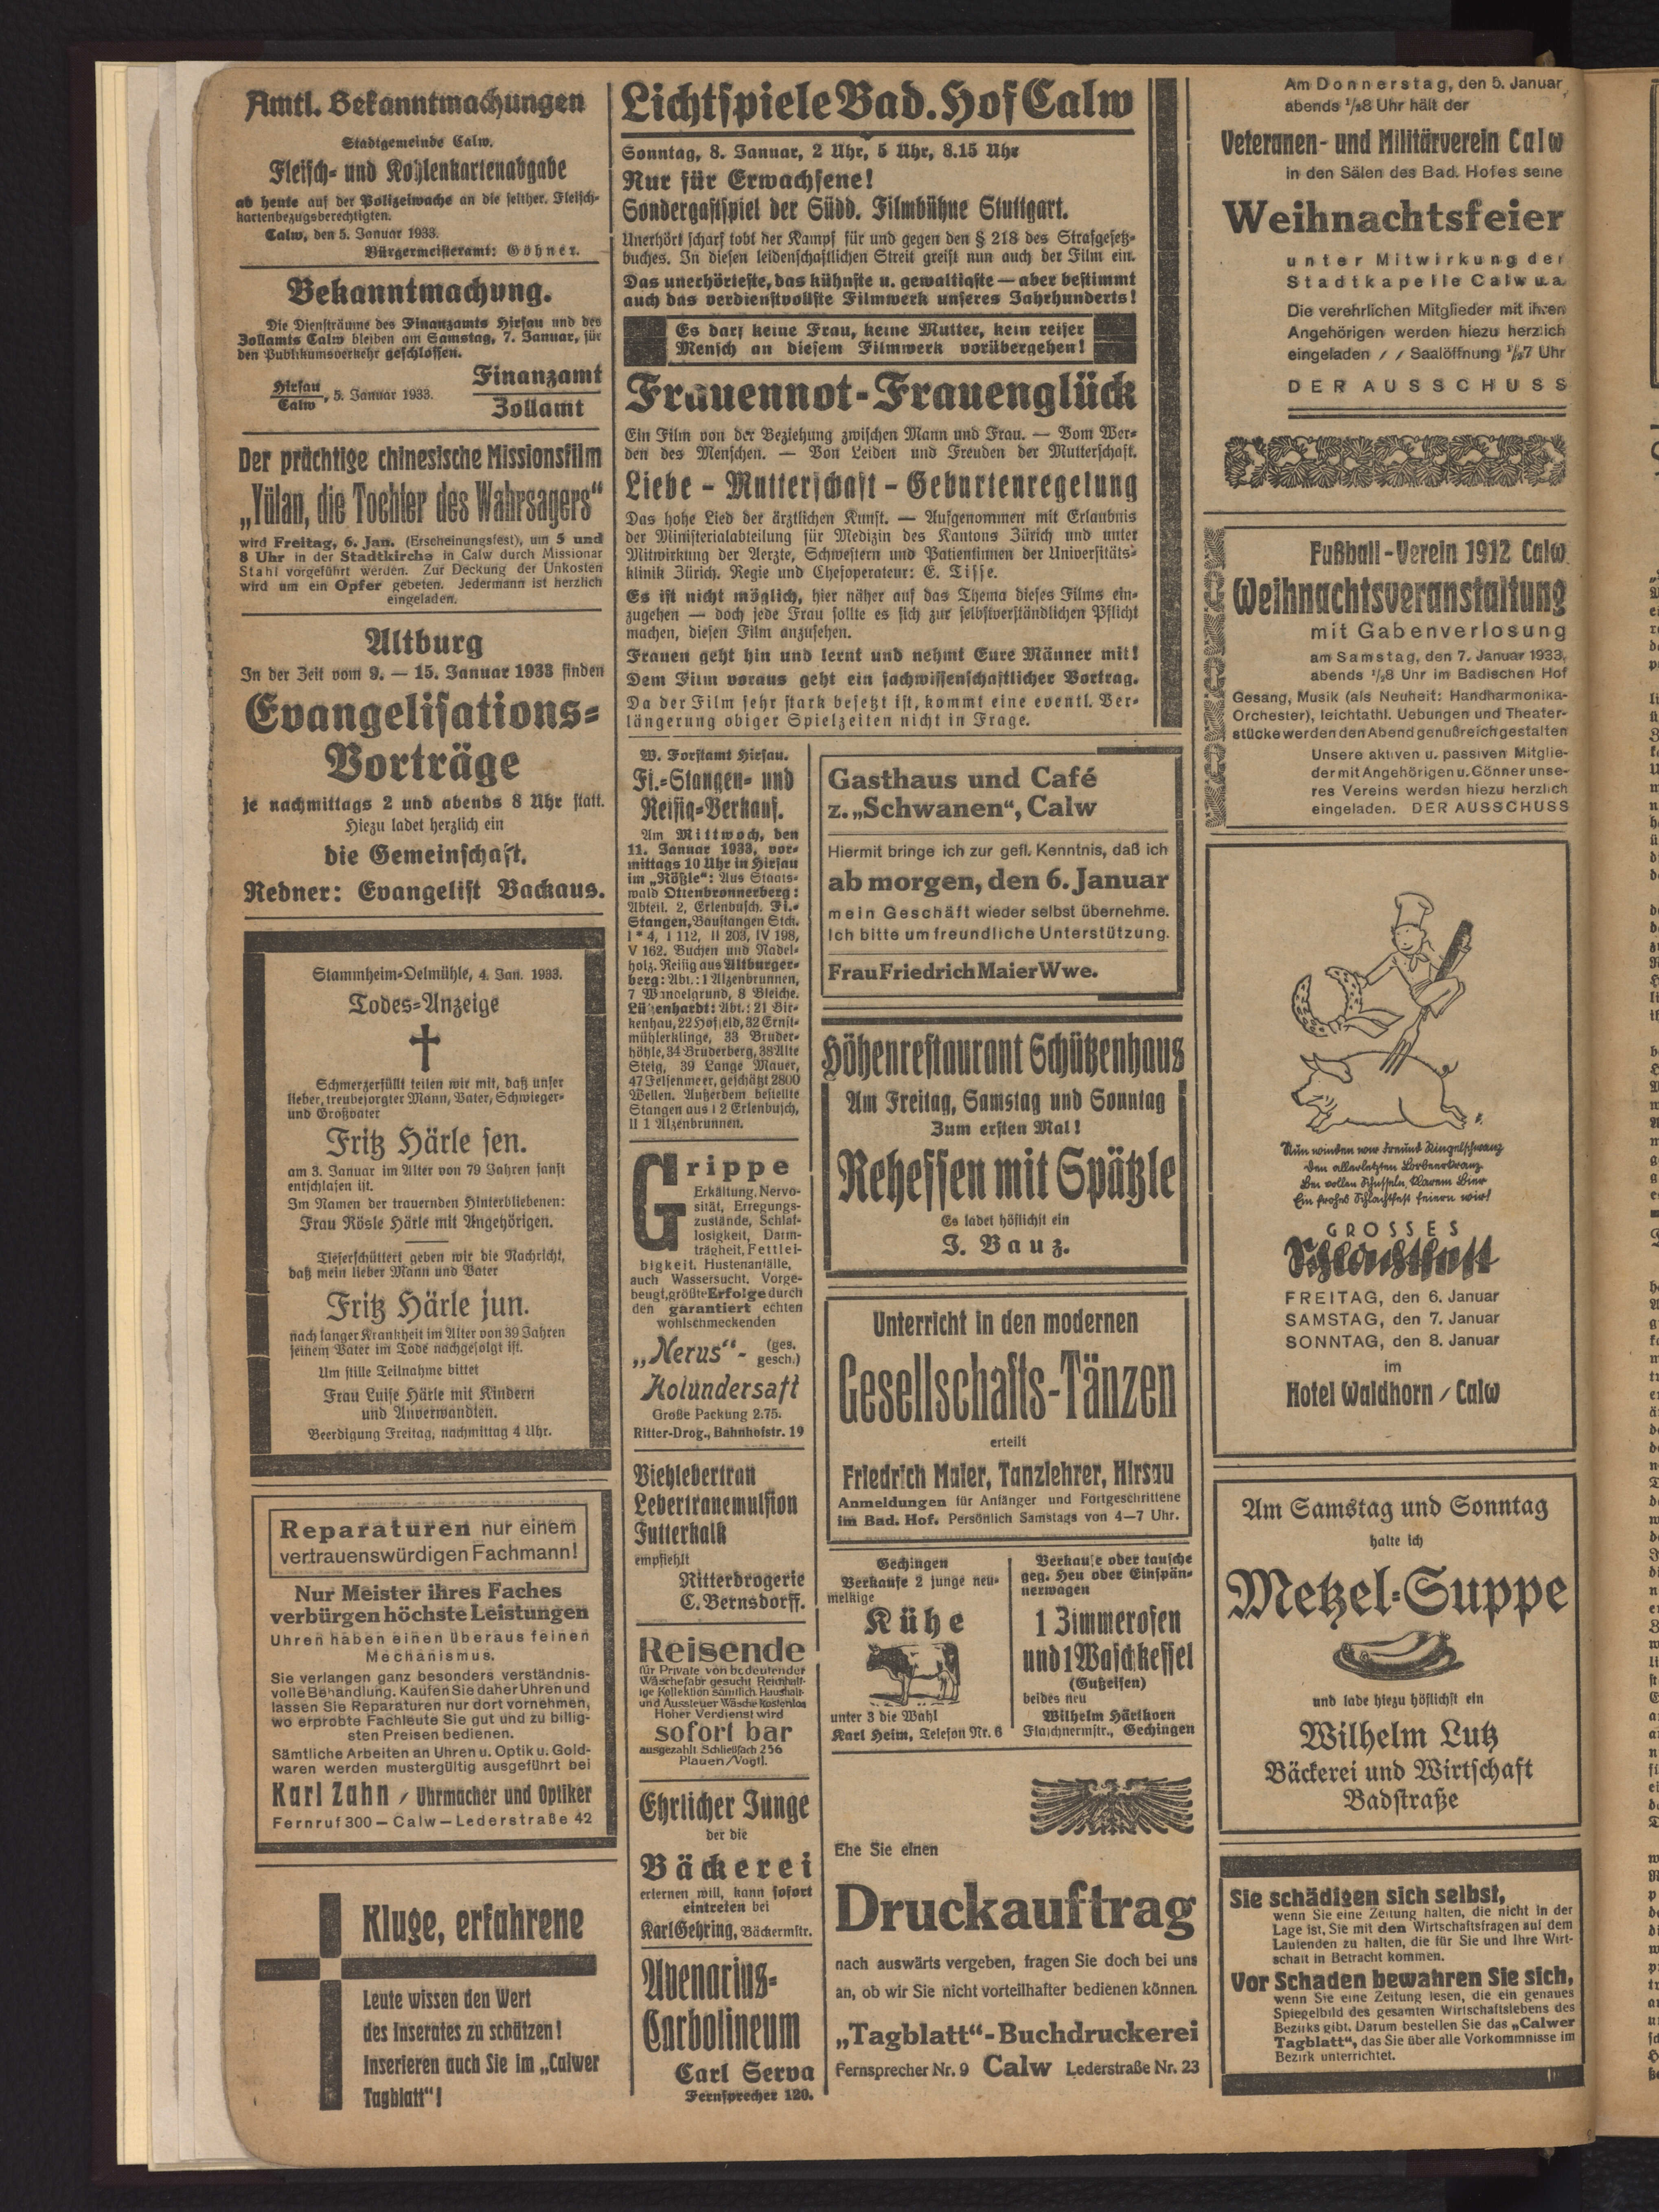 Amtl. Bekanntmachungen
Stadtgemeinde Calw.
Fleisch- und Kohlenkartenabgabe
ab heute auf der Polizeiwache an die seither. Fleisch-
kartenbezugsberechtigten.
Calw, den 5. Januar 1933.
Bürgermeisteramt: Göhner.
Bekanntmachung.
Die Diensträume des Finanzamts Hirsau und des
Zollamts Calw bleiben am Samstag, 7. Januar, für
den Publikumsverkehr geschlossen.
Hirsau
Calw, 5. Januar 1933.
Finanzamt
Zollamt
Der prächtige chinesische Missionsfilm
„Yülan, die Tochter des Wahrsagers“
wird Freitag, 6. Jan. (Erscheinungsfest), um 5 und
8 Uhr in der Stadtkirche in Calw durch Missionar
Stahl vorgeführt werden. Zur Deckung der Unkosten
wird um ein Opfer gebeten. Jedermann ist herzlich
eingeladen.
Altburg
In der Zeit vom 9. — 15. Januar 1933 finden
Evangelisations-
Vorträge
je nachmittags 2 und abends 8 Uhr statt.
Hiezu ladet herzlich ein
die Gemeinschaft.
Redner: Evangelist Backaus.
Stammheim-Oelmühle, 4. Jan. 1933.
Todes-Anzeige
Schmerzerfüllt teilen wir mit, daß unser
lieber, treubesorgter Mann, Vater, Schwieger-
und Großvater
Fritz Härle sen.
am 3. Januar im Alter von 79 Jahren sanft
entschlafen ist.
Im Namen der trauernden Hinterbliebenen:
Frau Rösle Härle mit Angehörigen.
Tieferschüttert geben wir die Nachricht,
daß mein lieber Mann und Vater
Fritz Härle jun.
nach langer Krankheit im Alter von 39 Jahren
seinem Vater im Tode nachgefolgt ist.
Um stille Teilnahme bittet
Frau Luise Härle mit Kindern
und Anverwandten.
Beerdigung Freitag, nachmittag 4 Uhr.
Reparaturen nur einem
vertrauenswürdigen Fachmann!
Nur Meister ihres Faches
verbürgen höchste Leistungen
Uhren haben einen überaus feinen
Mechanismus.
Sie verlangen ganz besonders verständnis-
volle Behandlung. Kaufen Sie daher Uhren und
lassen Sie Reparaturen nur dort vornehmen,
wo erprobte Fachleute Sie gut und zu billig-
sten Preisen bedienen.
Sämtliche Arbeiten an Uhren u. Optik u. Gold-
waren werden mustergültig ausgeführt bei
Karl Zahn / Uhrmacher und Optiker
Fernruf 300 — Calw — Lederstraße 42
Kluge, erfahrene
Leute wissen den Wert
des Inserates zu schätzen!
Inserieren auch Sie im „Calwer
Tagblatt“!
Lichtspiele Bad. Hof Calw
Sonntag, 8. Januar, 2 Uhr, 5 Uhr, 8.15 Uhr
Nur für Erwachsene!
Sondergastspiel der Südd. Filmbühne Stuttgart.
Unerhört scharf tobt der Kampf für und gegen den § 218 des Strafgesetz-
buches. In diesen leidenschaftlichen Streit greift nun auch der Film ein.
Das unerhörteste, das kühnste u. gewaltigste — aber bestimmt
auch das verdienstvollste Filmwerk unseres Jahrhunderts!
Es darf keine Frau, keine Mutter, kein reifer
Mensch an diesem Filmwerk vorübergehen!
Frauennot-Frauenglück
Ein Film von der Beziehung zwischen Mann und Frau. — Vom Wer-
den des Menschen. — Von Leiden und Freuden der Mutterschaft.
Liebe - Mutterschaft - Geburtenregelung
Das hohe Lied der ärztlichen Kunst. — Aufgenommen mit Erlaubnis
der Ministerialabteilung für Medizin des Kantons Zürich und unter
Mitwirkung der Aerzte, Schwestern und Patientinnen der Universitäts-
klinik Zürich. Regie und Chefoperateur: E. Tisse.
Es ist nicht möglich, hier näher auf das Thema dieses Films ein-
zugehen — doch jede Frau sollte es sich zur selbstverständlichen Pflicht
machen, diesen Film anzusehen.
Frauen geht hin und lernt und nehmt Eure Männer mit!
Dem Film voraus geht ein fachwissenschaftlicher Vortrag.
Da der Film sehr stark besetzt ist, kommt eine eventl. Ver-
längerung obiger Spielzeiten nicht in Frage.
W. Forstamt Hirsau.
Fi.-Stangen- und
Reisig-Verkauf.
Am Mittwoch, den
11. Januar 1933, vor-
mittags 10 Uhr in Hirsau
im „Rößle“: Aus Staats-
wald Ottenbronnerberg:
Abteil. 2, Erlenbusch. Fi.-
Stangen, Baustangen Stck.
I* 4, I 112, II 203, IV 198,
V 162. Buchen und Nadel-
holz. Reisig aus Altburger-
berg: Abt.: 1 Alzenbrunnen,
7 Wandelgrund, 8 Bleiche.
Lützenhardt: Abt.: 21 Bir-
kenhau, 22 Hofield, 32 Ernst-
mühlerklinge, 33 Bruder-
höhle, 34 Bruderberg, 38 Alte
Steig, 39 Lange Mauer,
47 Felsenmeer, geschätzt 2800
Wellen. Außerdem bestellte
Stangen aus I 2 Erlenbusch,
II 1 Alzenbrunnen.
Grippe
Erkältung, Nervo-
sität, Erregungs-
zustände, Schlaf-
losigkeit, Darm-
trägheit, Fettlei-
bigkeit, Hustenanfälle,
auch Wassersucht. Vorge-
beugt, größte Erfolge durch
den garantiert echten
wohlschmeckenden
„Nerus“- (ges.
gesch.)
Holundersaft
Große Packung 2.75.
Ritter-Drog., Bahnhofstr. 19
Viehlebertran
Lebertranemulsion
Futterkalk
empfiehlt
Ritterdrogerie
C. Bernsdorff.
Reisende
für Private von bedeutender
Wäschefabr gesucht Reichhalt-
ige Kollektion sämtlich Haushalt-
und Aussteuer Wäsche kostenlos
Hoher Verdienst wird
sofort bar
ausgezahlt Schließfach 256
Plauen/Vogtl.
Ehrlicher Junge
der die
Bäckerei
erlernen will, kann sofort
eintreten bei
Karl Gehring, Bäckermstr.
Avenarius-
Carbolineum
Carl Serva
Fernsprecher 120.
Gasthaus und Café
z. „Schwanen“, Calw
Hiermit bringe ich zur gefl. Kenntnis, daß ich
ab morgen, den 6. Januar
mein Geschäft wieder selbst übernehme.
Ich bitte um freundliche Unterstützung.
Frau Friedrich Maier Wwe.
Höhenrestaurant Schützenhaus
Am Freitag, Samstag und Sonntag
Zum ersten Mal!
Rehessen mit Spätzle
Es ladet höflichst ein
J. Bauz.
Unterricht in den modernen
Gesellschafts-Tänzen
erteilt
Friedrich Maier, Tanzlehrer, Hirsau
Anmeldungen für Anfänger und Fortgeschrittene
im Bad. Hof. Persönlich Samstags von 4—7 Uhr.
Gechingen
Verkaufe 2 junge neu-
melkige
Kühe
unter 3 die Wahl
Karl Heim, Telefon Nr. 6
Verkaufe oder tausche
geg. Heu oder Einspän-
nerwagen
1 Zimmerofen
und 1 Waschkessel
(Gußeisen)
beides neu
Wilhelm Härlkorn
Flaschnermstr., Gechingen
Ehe Sie einen
Druckauftrag
nach auswärts vergeben, fragen Sie doch bei uns
an, ob wir Sie nicht vorteilhafter bedienen können.
„Tagblatt“-Buchdruckerei
Fernsprecher Nr. 9 Calw Lederstraße Nr. 23
Am Donnerstag, den 5. Januar,
abends ½8 Uhr hält der
Veteranen- und Militärverein Calw
in den Sälen des Bad. Hofes seine
Weihnachtsfeier
unter Mitwirkung der
Stadtkapelle Calw u.a.
Die verehrlichen Mitglieder mit ihren
Angehörigen werden hiezu herzlich
eingeladen // Saalöffnung ½7 Uhr
DER AUSSCHUSS
Fußball-Verein 1912 Calw
Weihnachtsveranstaltung
mit Gabenverlosung
am Samstag, den 7. Januar 1933,
abends ½8 Uhr im Badischen Hof
Gesang, Musik (als Neuheit: Handharmonika-
Orchester), leichtathl. Uebungen und Theater-
stücke werden den Abend genußreich gestalten
Unsere aktiven u. passiven Mitglie-
der mit Angehörigen u. Gönner unse-
res Vereins werden hiezu herzlich
eingeladen. DER AUSSCHUSS
Nun winden wir Freund Ringelschwanz
Den allerletzten Lorbeerkranz.
Bei vollen Schüsseln, klarem Bier
Ein frohes Schlachtfest feiern wir!
GROSSES
Schlachtfest
FREITAG, den 6. Januar
SAMSTAG, den 7. Januar
SONNTAG, den 8. Januar
im
Hotel Waldhorn / Calw
Am Samstag und Sonntag
halte ich
Metzel-Suppe
und lade hiezu höflichst ein
Wilhelm Lutz
Bäckerei und Wirtschaft
Badstraße
Sie schädigen sich selbst,
wenn Sie eine Zeitung halten, die nicht in der
Lage ist, Sie mit den Wirtschaftsfragen auf dem
Laufenden zu halten, die für Sie und Ihre Wirt-
schaft in Betracht kommen.
Vor Schaden bewahren Sie sich,
wenn Sie eine Zeitung lesen, die ein genaues
Spiegelbild des gesamten Wirtschaftslebens des
Bezirks gibt. Darum bestellen Sie das „Calwer
Tagblatt“, das Sie über alle Vorkommnisse im
Bezirk unterrichtet.